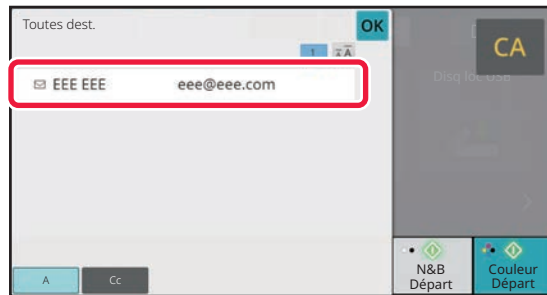 Toutes dest.
OK
1
CA
EEE EEE eee@eee.com
Disq loc USB
A
Cc
N&B
Départ
Couleur
Départ